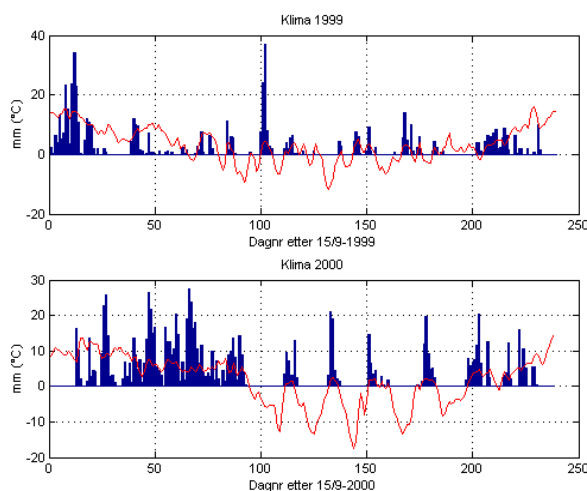 Klima 1999
40
20
0
-20
mm (°C)
0 50 100 150 200 250
Dagnr etter 15/9-1999
Klima 2000
30
20
10
0
-10
-20
mm (°C)
0 50 100 150 200 250
Dagnr etter 15/9-2000